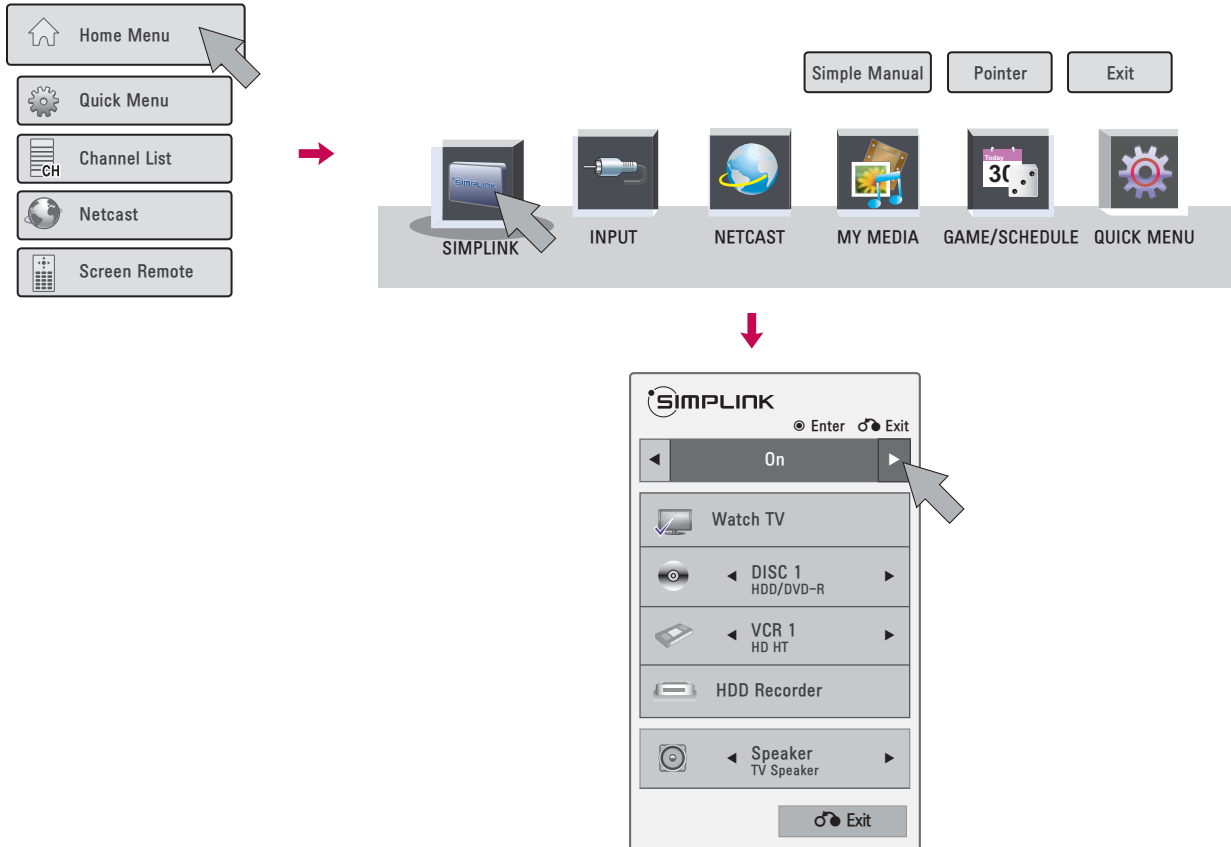 Home Menu
Quick Menu
CH
Channel List
Netcast
Screen Remote
Simple Manual
Pointer
Exit
SIMPLINK
Today
30
SIMPLINK
INPUT
NETCAST
MY MEDIA
GAME/SCHEDULE
QUICK MENU
SIMPLINK
Enter
Exit
On
Watch TV
DISC 1
HDD/DVD-R
VCR 1
HD HT
HDD Recorder
Speaker
TV Speaker
Exit